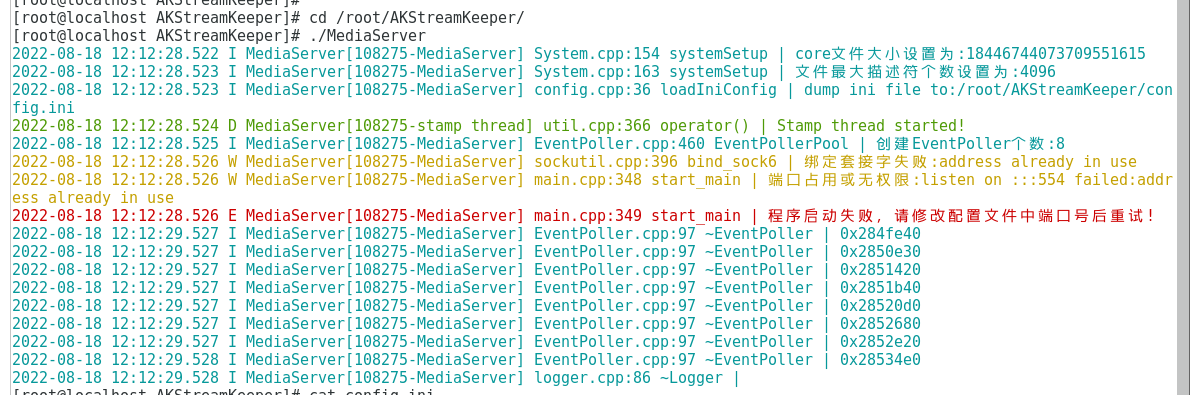 [root@localhost AKStreamKeeper]#
[root@localhost AKStreamKeeper]# cd /root/AKStreamKeeper/
[root@localhost AKStreamKeeper]# ./MediaServer
2022-08-18 12:12:28.522 I MediaServer[108275-MediaServer] System.cpp:154 systemSetup | core文件大小设置为:18446744073709551615
2022-08-18 12:12:28.523 I MediaServer[108275-MediaServer] System.cpp:163 systemSetup | 文件最大描述符个数设置为:4096
2022-08-18 12:12:28.523 I MediaServer[108275-MediaServer] config.cpp:36 loadIniConfig | dump ini file to:/root/AKStreamKeeper/con
fig.ini
2022-08-18 12:12:28.524 D MediaServer[108275-stamp thread] util.cpp:366 operator() | Stamp thread started!
2022-08-18 12:12:28.525 I MediaServer[108275-MediaServer] EventPoller.cpp:460 EventPollerPool | 创建EventPoller个数:8
2022-08-18 12:12:28.526 W MediaServer[108275-MediaServer] sockutil.cpp:396 bind_sock6 | 绑定套接字失败:address already in use
2022-08-18 12:12:28.526 W MediaServer[108275-MediaServer] main.cpp:348 start_main | 端口占用或无权限:listen on :::554 failed:addr
ess already in use
2022-08-18 12:12:28.526 E MediaServer[108275-MediaServer] main.cpp:349 start_main | 程序启动失败，请修改配置文件中端口号后重试！
2022-08-18 12:12:29.527 I MediaServer[108275-MediaServer] EventPoller.cpp:97 ~EventPoller | 0x284fe40
2022-08-18 12:12:29.527 I MediaServer[108275-MediaServer] EventPoller.cpp:97 ~EventPoller | 0x2850e30
2022-08-18 12:12:29.527 I MediaServer[108275-MediaServer] EventPoller.cpp:97 ~EventPoller | 0x2851420
2022-08-18 12:12:29.527 I MediaServer[108275-MediaServer] EventPoller.cpp:97 ~EventPoller | 0x2851b40
2022-08-18 12:12:29.527 I MediaServer[108275-MediaServer] EventPoller.cpp:97 ~EventPoller | 0x28520d0
2022-08-18 12:12:29.527 I MediaServer[108275-MediaServer] EventPoller.cpp:97 ~EventPoller | 0x2852680
2022-08-18 12:12:29.527 I MediaServer[108275-MediaServer] EventPoller.cpp:97 ~EventPoller | 0x2852e20
2022-08-18 12:12:29.528 I MediaServer[108275-MediaServer] EventPoller.cpp:97 ~EventPoller | 0x28534e0
2022-08-18 12:12:29.528 I MediaServer[108275-MediaServer] logger.cpp:86 ~Logger |
[root@localhost AKStreamKeeper]# cat config.ini